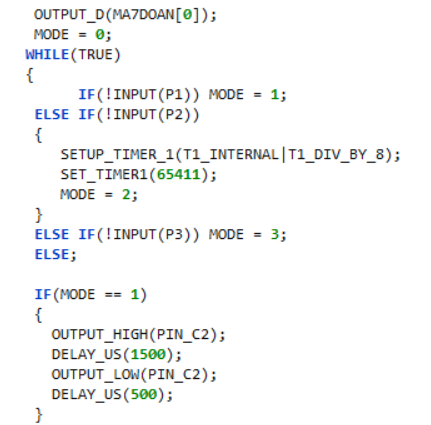 OUTPUT_D(MA7DOAN[0]);
MODE = 0;
WHILE(TRUE)
{
IF(!INPUT(P1)) MODE = 1;
ELSE IF(!INPUT(P2))
{
SETUP_TIMER_1(T1_INTERNAL|T1_DIV_BY_8);
SET_TIMER1(65411);
MODE = 2;
}
ELSE IF(!INPUT(P3)) MODE = 3;
ELSE;
IF(MODE == 1)
{
OUTPUT_HIGH(PIN_C2);
DELAY_US(1500);
OUTPUT_LOW(PIN_C2);
DELAY_US(500);
}